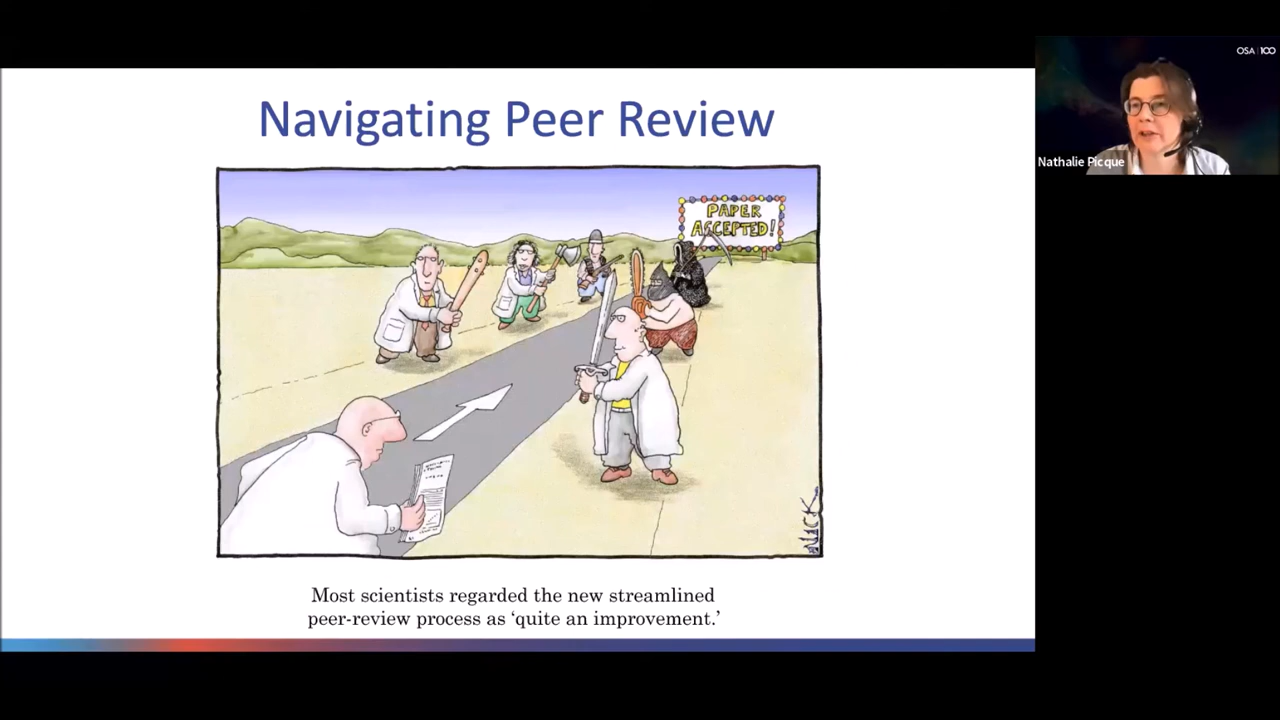 Navigating Peer Review
PAPER
ACCEPTED!
NICK
Most scientists regarded the new streamlined
peer-review process as ‘quite an improvement.’
OSA 100
Nathalie Picque